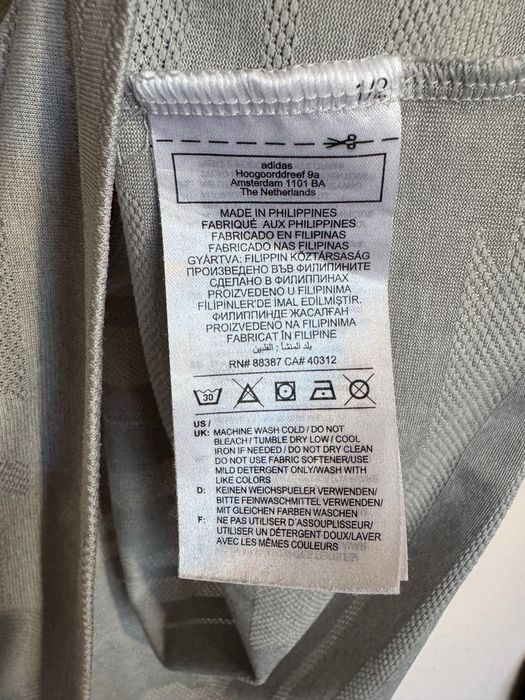 1/2
adidas
Hoogoorddreef 9a
Amsterdam 1101 BA
The Netherlands
MADE IN PHILIPPINES
FABRIQUÉ AUX PHILIPPINES
FABRICADO EN FILIPINAS
FABRICADO NAS FILIPINAS
GYÁRTVA: FILIPPIN KÖZTÁRSASÁG
ПРОИЗВЕДЕНО ВЪВ ФИЛИПИНИТЕ
СДЕЛАНО В ФИЛИППИНАХ
PROIZVEDENO U FILIPINIMA
FİLİPİNLER'DE İMAL EDİLMİŞTİR.
ФИЛИППИНДЕ ЖАСАЛҒАН
PROIZVEDENO NA FILIPINIMA
FABRICAT ÎN FILIPINE
بلد المنشأ : الفلبين
RN# 88387 CA# 40312
30
US /
UK: MACHINE WASH COLD / DO NOT
BLEACH / TUMBLE DRY LOW / COOL
IRON IF NEEDED / DO NOT DRY CLEAN
DO NOT USE FABRIC SOFTENER/USE
MILD DETERGENT ONLY/WASH WITH
LIKE COLORS
D: KEINEN WEICHSPUELER VERWENDEN/
BITTE FEINWASCHMITTEL VERWENDEN/
MIT GLEICHEN FARBEN WASCHEN
F: NE PAS UTILISER D'ASSOUPLISEUR/
UTILISER UN DÉTERGENT DOUX/LAVER
AVEC LES MÊMES COULEURS